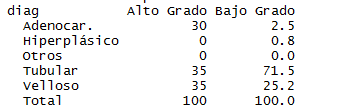 diag Alto Grado Bajo Grado
Adenocar. 30 2.5
Hiperplásico 0 0.8
Otros 0 0.0
Tubular 35 71.5
Velloso 35 25.2
Total 100 100.0